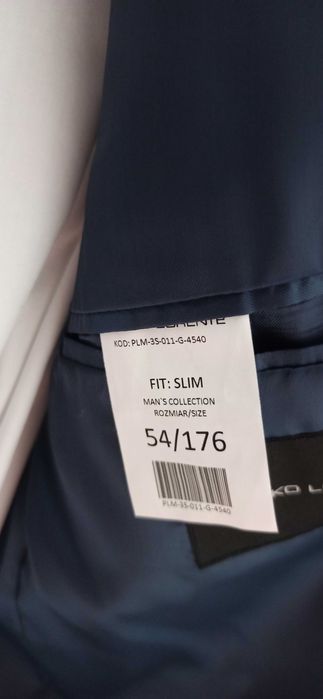 KOD: PLM-3S-011-G-4540
FIT: SLIM
MAN`S COLLECTION
ROZMIAR/SIZE
54/176
PLM-3S-011-G-4540